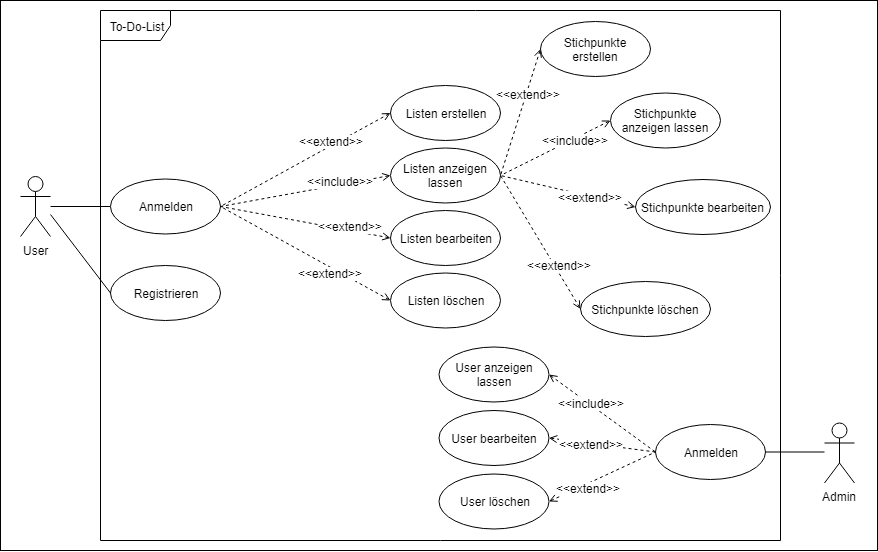 To-Do-List
Stichpunkte
erstellen
<<extend>>
Listen erstellen
Stichpunkte
anzeigen lassen
<<extend>>
<<include>>
Listen anzeigen
lassen
<<include>>
<<extend>>
Anmelden
Stichpunkte bearbeiten
<<extend>>
Listen bearbeiten
User
<<extend>>
<<extend>>
Registrieren
Listen löschen
Stichpunkte löschen
User anzeigen
lassen
<<include>>
User bearbeiten
<<extend>>
Anmelden
<<extend>>
User löschen
Admin